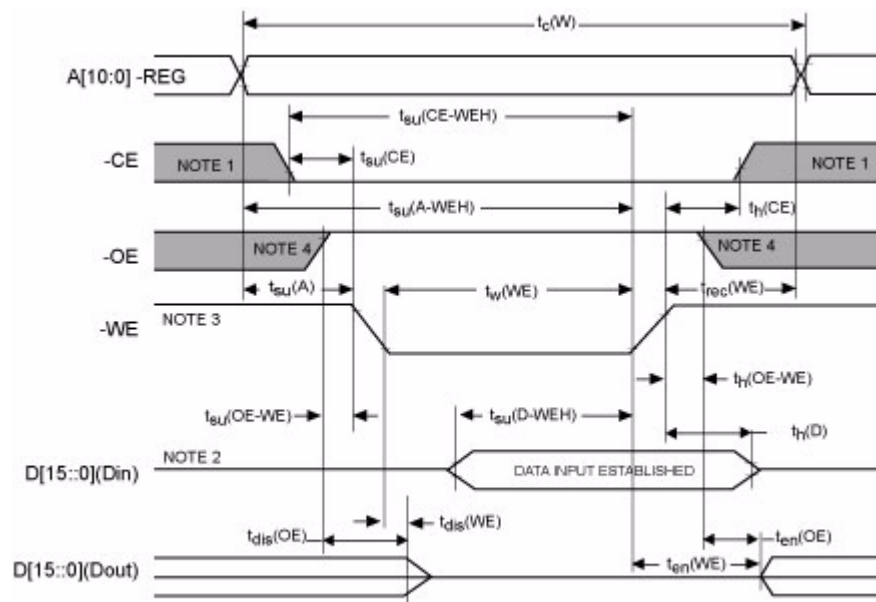 tc(W)
A[10:0] -REG
tsu(CE-WEH)
-CE
NOTE 1
tsu(CE)
NOTE 1
tsu(A-WEH)
th(CE)
-OE
NOTE 4
NOTE 4
tsu(A)
tw(WE)
trec(WE)
-WE
NOTE 3
th(OE-WE)
tsu(OE-WE)
tsu(D-WEH)
th(D)
NOTE 2
D[15::0](Din)
DATA INPUT ESTABLISHED
tdis(WE)
tdis(OE)
ten(OE)
D[15::0](Dout)
ten(WE)